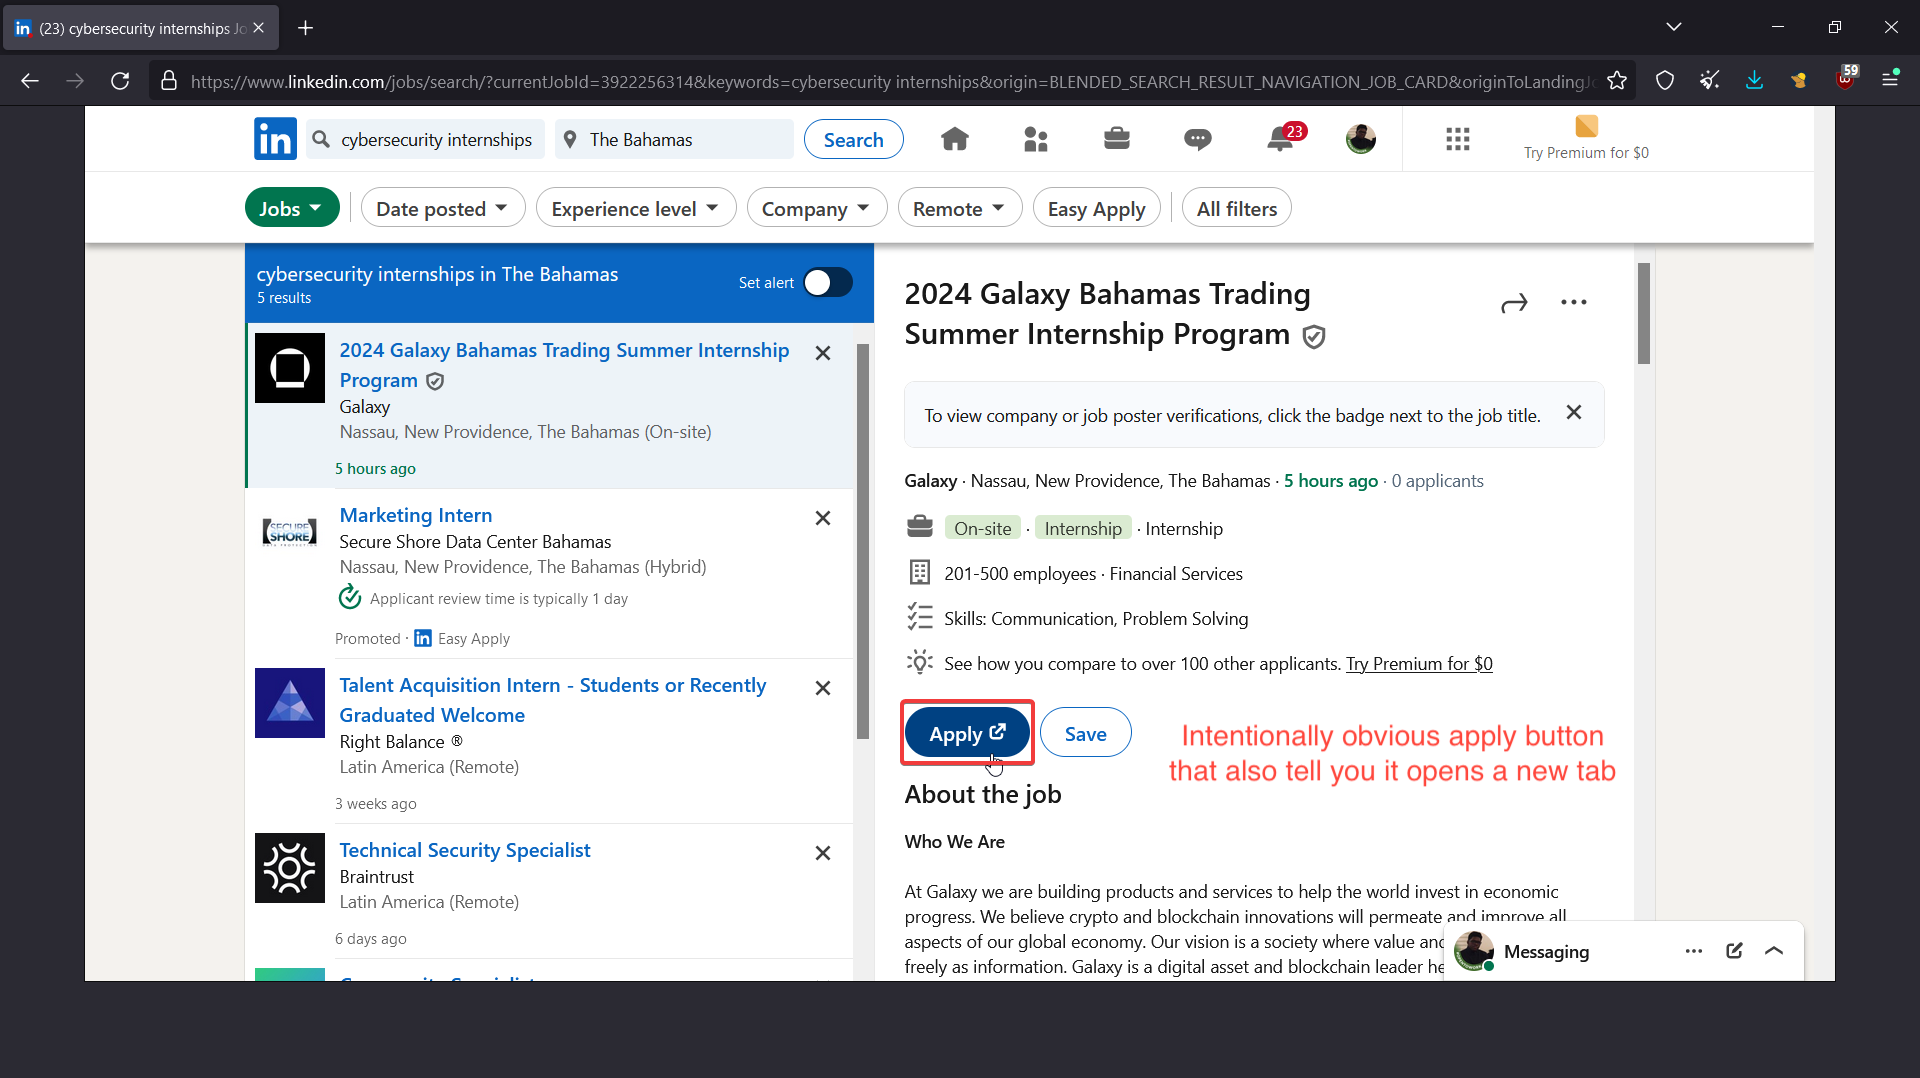 (23) cybersecurity internships Jo
https://www.linkedin.com/jobs/search/?currentJobId=3922256314&keywords=cybersecurity internships&origin=BLENDED_SEARCH_RESULT_NAVIGATION_JOB_CARD&originToLandingJo
59
in
cybersecurity internships
The Bahamas
Search
23
Try Premium for $0
Jobs
Date posted
Experience level
Company
Remote
Easy Apply
All filters
cybersecurity internships in The Bahamas
5 results
Set alert
2024 Galaxy Bahamas Trading Summer Internship
Program
Galaxy
Nassau, New Providence, The Bahamas (On-site)
5 hours ago
SECURE
SHORE
Marketing Intern
Secure Shore Data Center Bahamas
Nassau, New Providence, The Bahamas (Hybrid)
Applicant review time is typically 1 day
Promoted · in Easy Apply
Talent Acquisition Intern - Students or Recently
Graduated Welcome
Right Balance ®
Latin America (Remote)
3 weeks ago
Technical Security Specialist
Braintrust
Latin America (Remote)
6 days ago
2024 Galaxy Bahamas Trading
Summer Internship Program
To view company or job poster verifications, click the badge next to the job title.
Galaxy · Nassau, New Providence, The Bahamas · 5 hours ago · 0 applicants
On-site · Internship · Internship
201-500 employees · Financial Services
Skills: Communication, Problem Solving
See how you compare to over 100 other applicants. Try Premium for $0
Apply
Save
Intentionally obvious apply button
that also tell you it opens a new tab
About the job
Who We Are
At Galaxy we are building products and services to help the world invest in economic
progress. We believe crypto and blockchain innovations will permeate and improve all
aspects of our global economy. Our vision is a society where value and
freely as information. Galaxy is a digital asset and blockchain leader he
Messaging